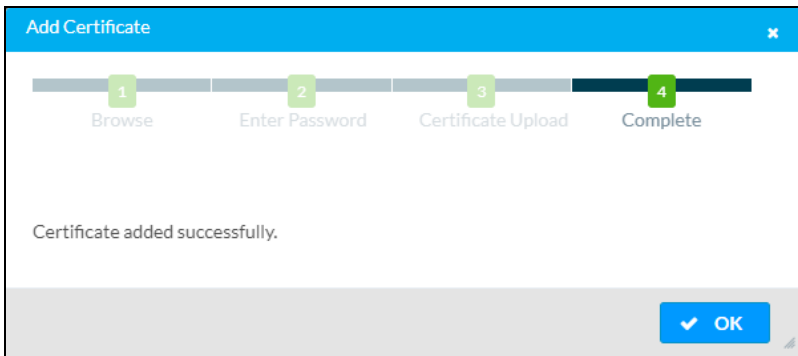 Add Certificate
1 2 3 4
Browse Enter Password Certificate Upload Complete
Certificate added successfully.
OK